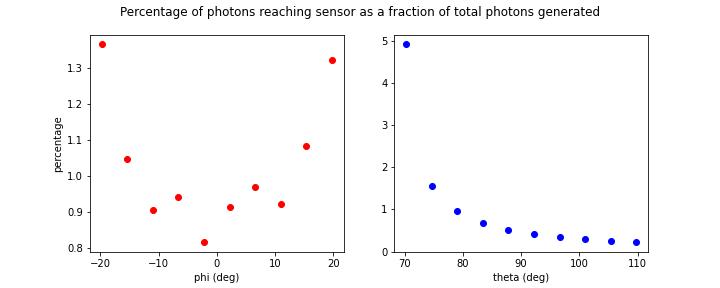 Percentage of photons reaching sensor as a fraction of total photons generated
percentage
1.3
1.2
1.1
1.0
0.9
0.8
−20 −10 0 10 20
phi (deg)
5
4
3
2
1
0
70 80 90 100 110
theta (deg)